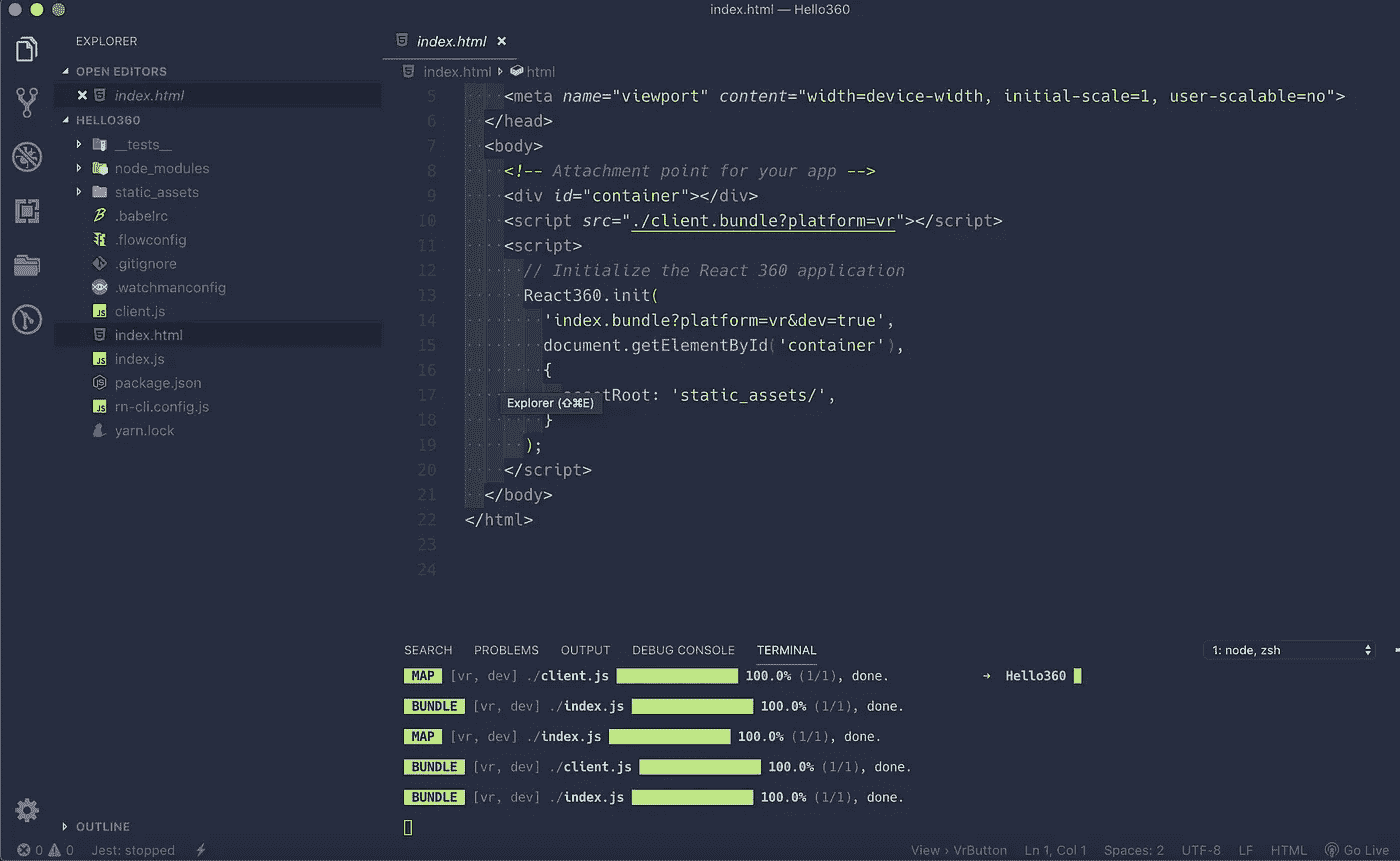 index.html — Hello360
EXPLORER
OPEN EDITORS
index.html
HELLO360
__tests__
node_modules
static_assets
.babelrc
.flowconfig
.gitignore
.watchmanconfig
client.js
index.html
index.js
package.json
rn-cli.config.js
yarn.lock
OUTLINE
index.html
index.html html
5 <meta name="viewport" content="width=device-width, initial-scale=1, user-scalable=no">
6 </head>
7 <body>
8 <!-- Attachment point for your app -->
9 <div id="container"></div>
10 <script src="./client.bundle?platform=vr"></script>
11 <script>
12 // Initialize the React 360 application
13 React360.init(
14 'index.bundle?platform=vr&dev=true',
15 document.getElementById('container'),
16 {
17 Root: 'static_assets/',
Explorer (⇧⌘E)
18 }
19 );
20 </script>
21 </body>
22 </html>
23
24
SEARCH PROBLEMS OUTPUT DEBUG CONSOLE TERMINAL 1: node, zsh
MAP [vr, dev] ./client.js 100.0% (1/1), done.
BUNDLE [vr, dev] ./index.js 100.0% (1/1), done.
MAP [vr, dev] ./index.js 100.0% (1/1), done.
BUNDLE [vr, dev] ./client.js 100.0% (1/1), done.
BUNDLE [vr, dev] ./index.js 100.0% (1/1), done.
→ Hello360
0 0 Jest: stopped View › VrButton Ln 1, Col 1 Spaces: 2 UTF-8 LF HTML Go Live